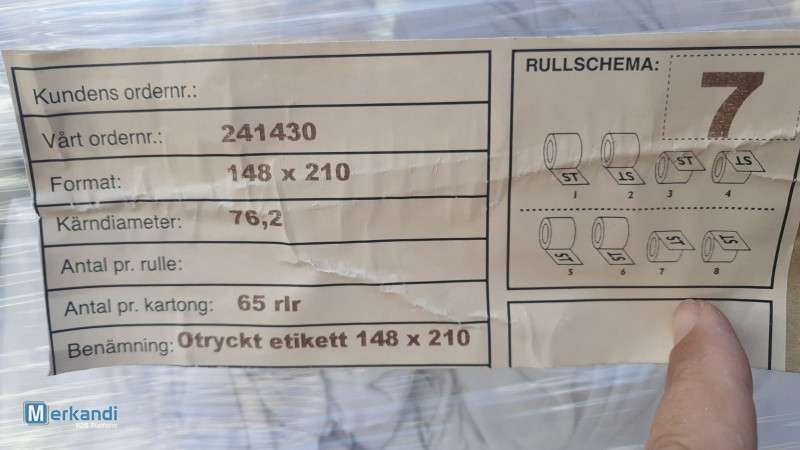 Kundens ordernr.:
Vårt ordernr.: 241430
Format: 148 x 210
Kärndiameter: 76,2
Antal pr. rulle:
Antal pr. kartong: 65 rlr
Benämning: Otryckt etikett 148 x 210
RULLSCHEMA: 7
ST ST ST ST
1 2 3 4
ST ST ST ST
5 6 7 8
Merkandi
B2B Platform